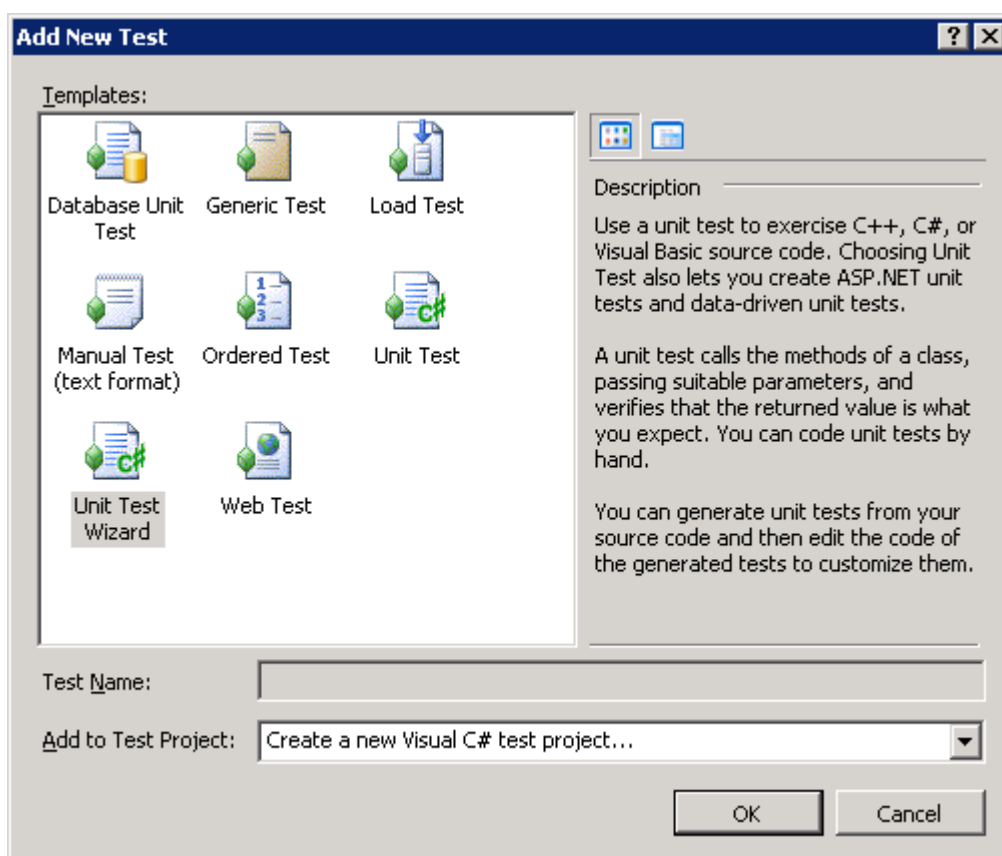 Add New Test
Templates:
Database Unit
Test
Generic Test
Load Test
Manual Test
(text format)
Ordered Test
Unit Test
Unit Test
Wizard
Web Test
Description
Use a unit test to exercise C++, C#, or
Visual Basic source code. Choosing Unit
Test also lets you create ASP.NET unit
tests and data-driven unit tests.
A unit test calls the methods of a class,
passing suitable parameters, and
verifies that the returned value is what
you expect. You can code unit tests by
hand.
You can generate unit tests from your
source code and then edit the code of
the generated tests to customize them.
Test Name:
Add to Test Project:
Create a new Visual C# test project...
OK
Cancel